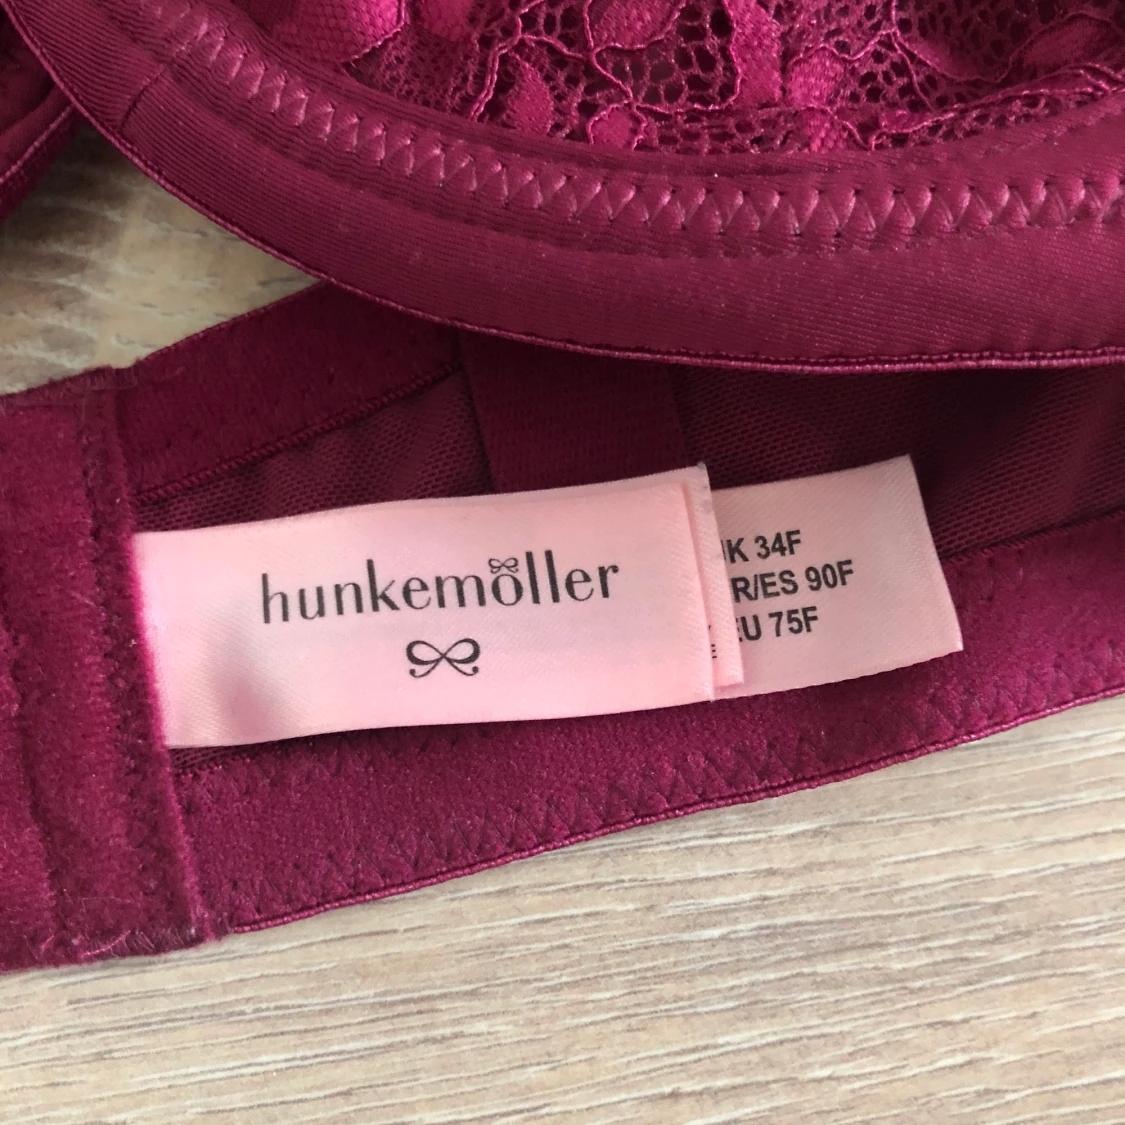 hunkemöller
UK 34F
FR/ES 90F
EU 75F
E